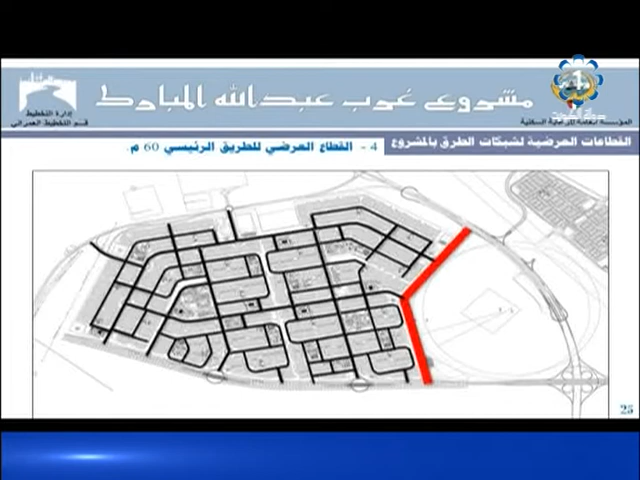 مشروع غرب عبدالله المبارك
إدارة التخطيط
قسم التخطيط العمراني
المؤسسة العامة للرعاية السكنية
القطاعات العرضية لشبكات الطرق بالمشروع
4 - القطاع العرضي للطريق الرئيسي 60 م.
25